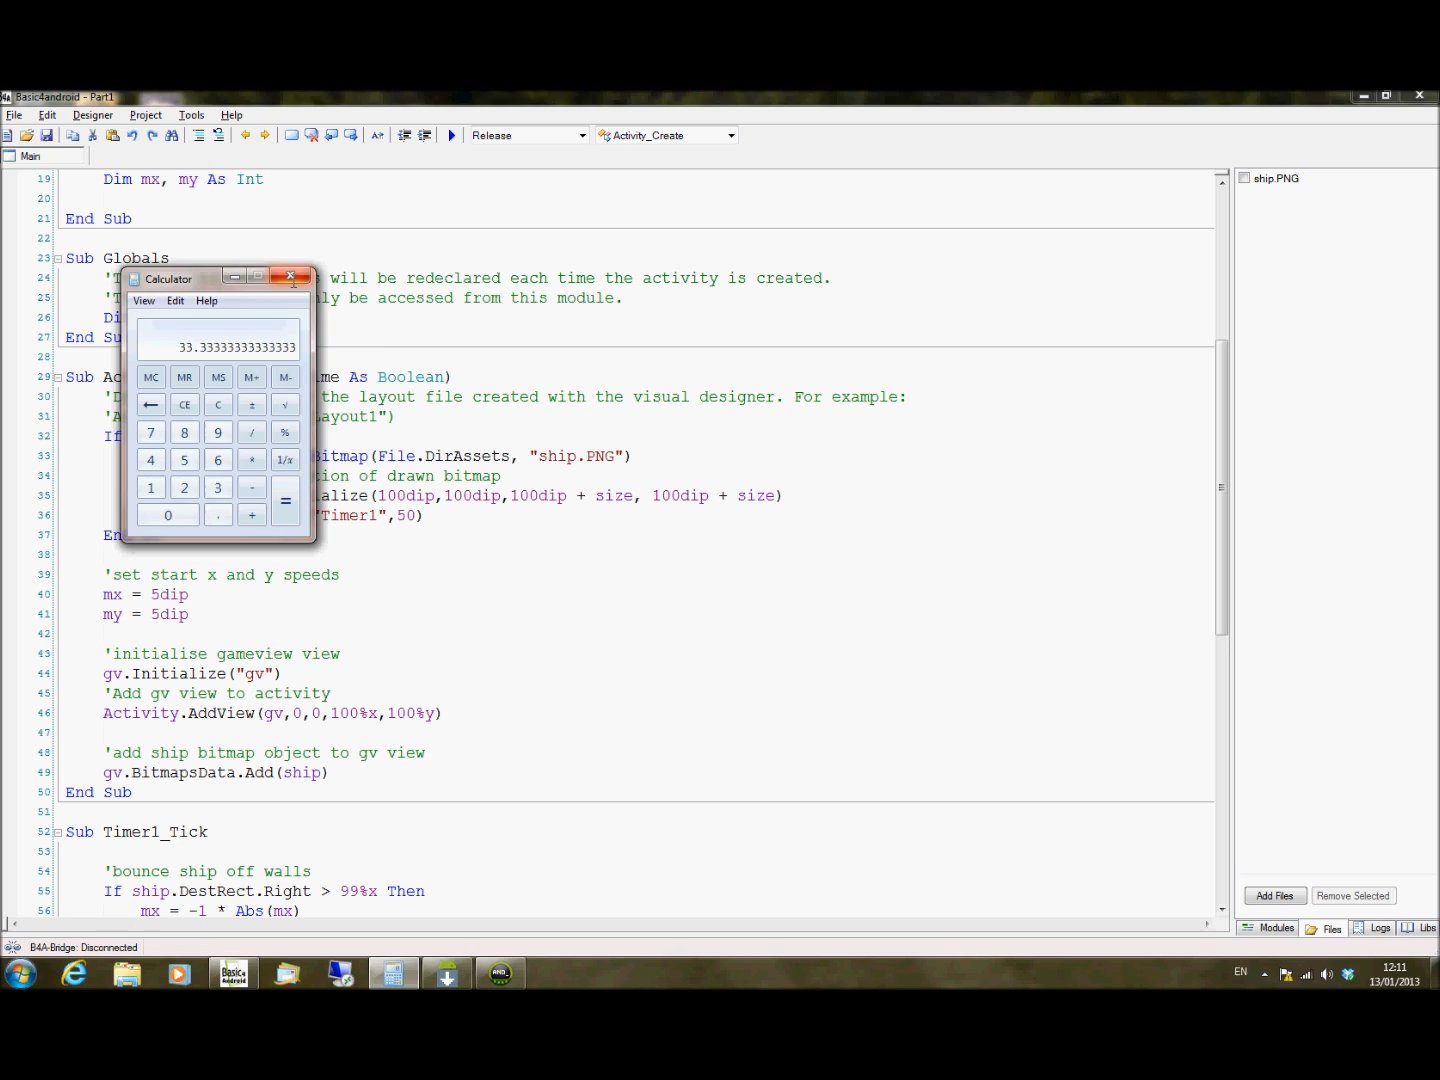 Basic4android - Part1
File Edit Designer Project Tools Help
Release Activity_Create
Main
19 Dim mx, my As Int
20
21 End Sub
22
23 Sub Globals
24 'T s will be redeclared each time the activity is created.
25 'T nly be accessed from this module.
26 Di
27 End Su
28
29 Sub Ac me As Boolean)
30 'D the layout file created with the visual designer. For example:
31 'A ayout1")
32 If
33 Bitmap(File.DirAssets, "ship.PNG")
34 tion of drawn bitmap
35 alize(100dip,100dip,100dip + size, 100dip + size)
36 "Timer1",50)
37 En
38
39 'set start x and y speeds
40 mx = 5dip
41 my = 5dip
42
43 'initialise gameview view
44 gv.Initialize("gv")
45 'Add gv view to activity
46 Activity.AddView(gv,0,0,100%x,100%y)
47
48 'add ship bitmap object to gv view
49 gv.BitmapsData.Add(ship)
50 End Sub
51
52 Sub Timer1_Tick
53
54 'bounce ship off walls
55 If ship.DestRect.Right > 99%x Then
56 mx = -1 * Abs(mx)
Calculator
View Edit Help
33.33333333333333
MC MR MS M+ M-
← CE C ± √
7 8 9 / %
4 5 6 * 1/x
1 2 3 - =
0 . +
ship.PNG
Add Files Remove Selected
Modules Files Logs Libs
B4A-Bridge: Disconnected
Basic4 Android
AMD
EN
12:11
13/01/2013